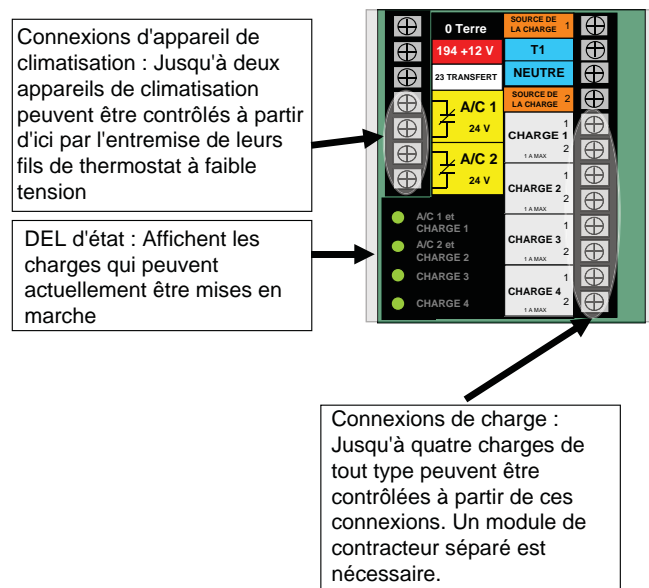 Connexions d'appareil de
climatisation : Jusqu'à deux
appareils de climatisation
peuvent être contrôlés à partir
d'ici par l'entremise de leurs
fils de thermostat à faible
tension
DEL d'état : Affichent les
charges qui peuvent
actuellement être mises en
marche
0 Terre
194 +12 V
23 TRANSFERT
A/C 1
24 V
A/C 2
24 V
A/C 1 et
CHARGE 1
A/C 2 et
CHARGE 2
CHARGE 3
CHARGE 4
SOURCE DE
LA CHARGE 1
T1
NEUTRE
SOURCE DE
LA CHARGE 2
1
CHARGE 1
2
1 A MAX
1
CHARGE 2
2
1 A MAX
1
CHARGE 3
2
1 A MAX
1
CHARGE 4
2
1 A MAX
Connexions de charge :
Jusqu'à quatre charges de
tout type peuvent être
contrôlées à partir de ces
connexions. Un module de
contracteur séparé est
nécessaire.